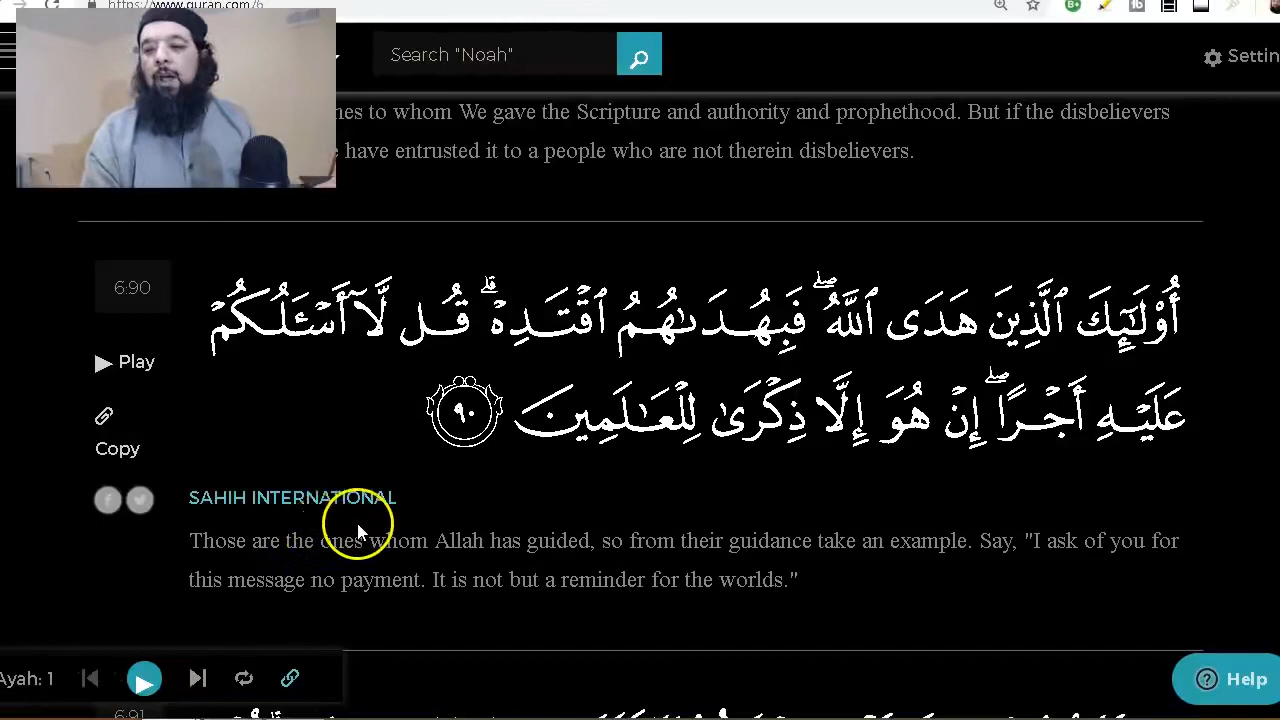 https://www.quran.com/6
Search "Noah"
Settin
nes to whom We gave the Scripture and authority and prophethood. But if the disbelievers
have entrusted it to a people who are not therein disbelievers.
6:90
أُو۟لَـٰٓئِكَ ٱلَّذِينَ هَدَى ٱللَّهُ ۖ فَبِهُدَىٰهُمُ ٱقْتَدِهْ ۗ قُل لَّآ أَسْـَٔلُكُمْ
عَلَيْهِ أَجْرًا ۖ إِنْ هُوَ إِلَّا ذِكْرَىٰ لِلْعَـٰلَمِينَ ٩٠
Play
Copy
SAHIH INTERNATIONAL
Those are the ones whom Allah has guided, so from their guidance take an example. Say, "I ask of you for
this message no payment. It is not but a reminder for the worlds."
Ayah: 1
Help
6:91